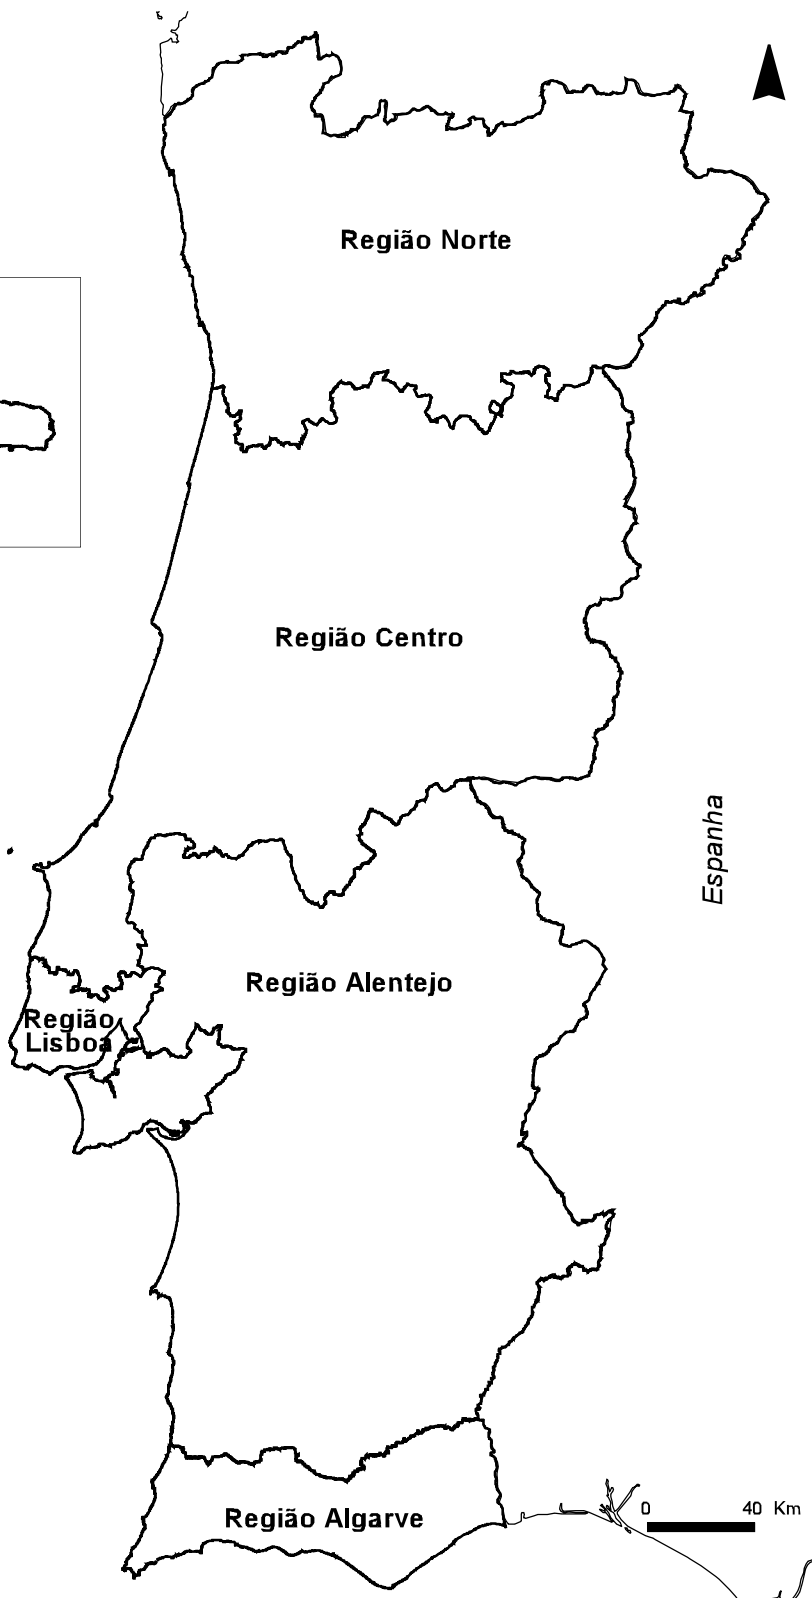 Região Norte
Região Centro
Espanha
Região Alentejo
Região
Lisboa
0 40 Km
Região Algarve